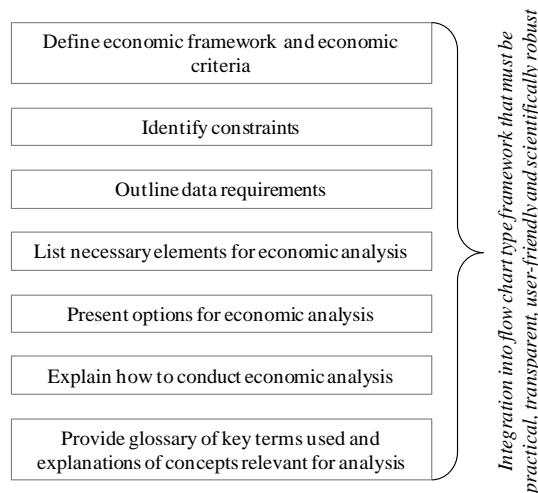 Define economic framework and economic
criteria
Identify constraints
Outline data requirements
List necessary elements for economic analysis
Present options for economic analysis
Explain how to conduct economic analysis
Provide glossary of key terms used and
explanations of concepts relevant for analysis
Integration into flow chart type framework that must be
practical, transparent, user-friendly and scientifically robust